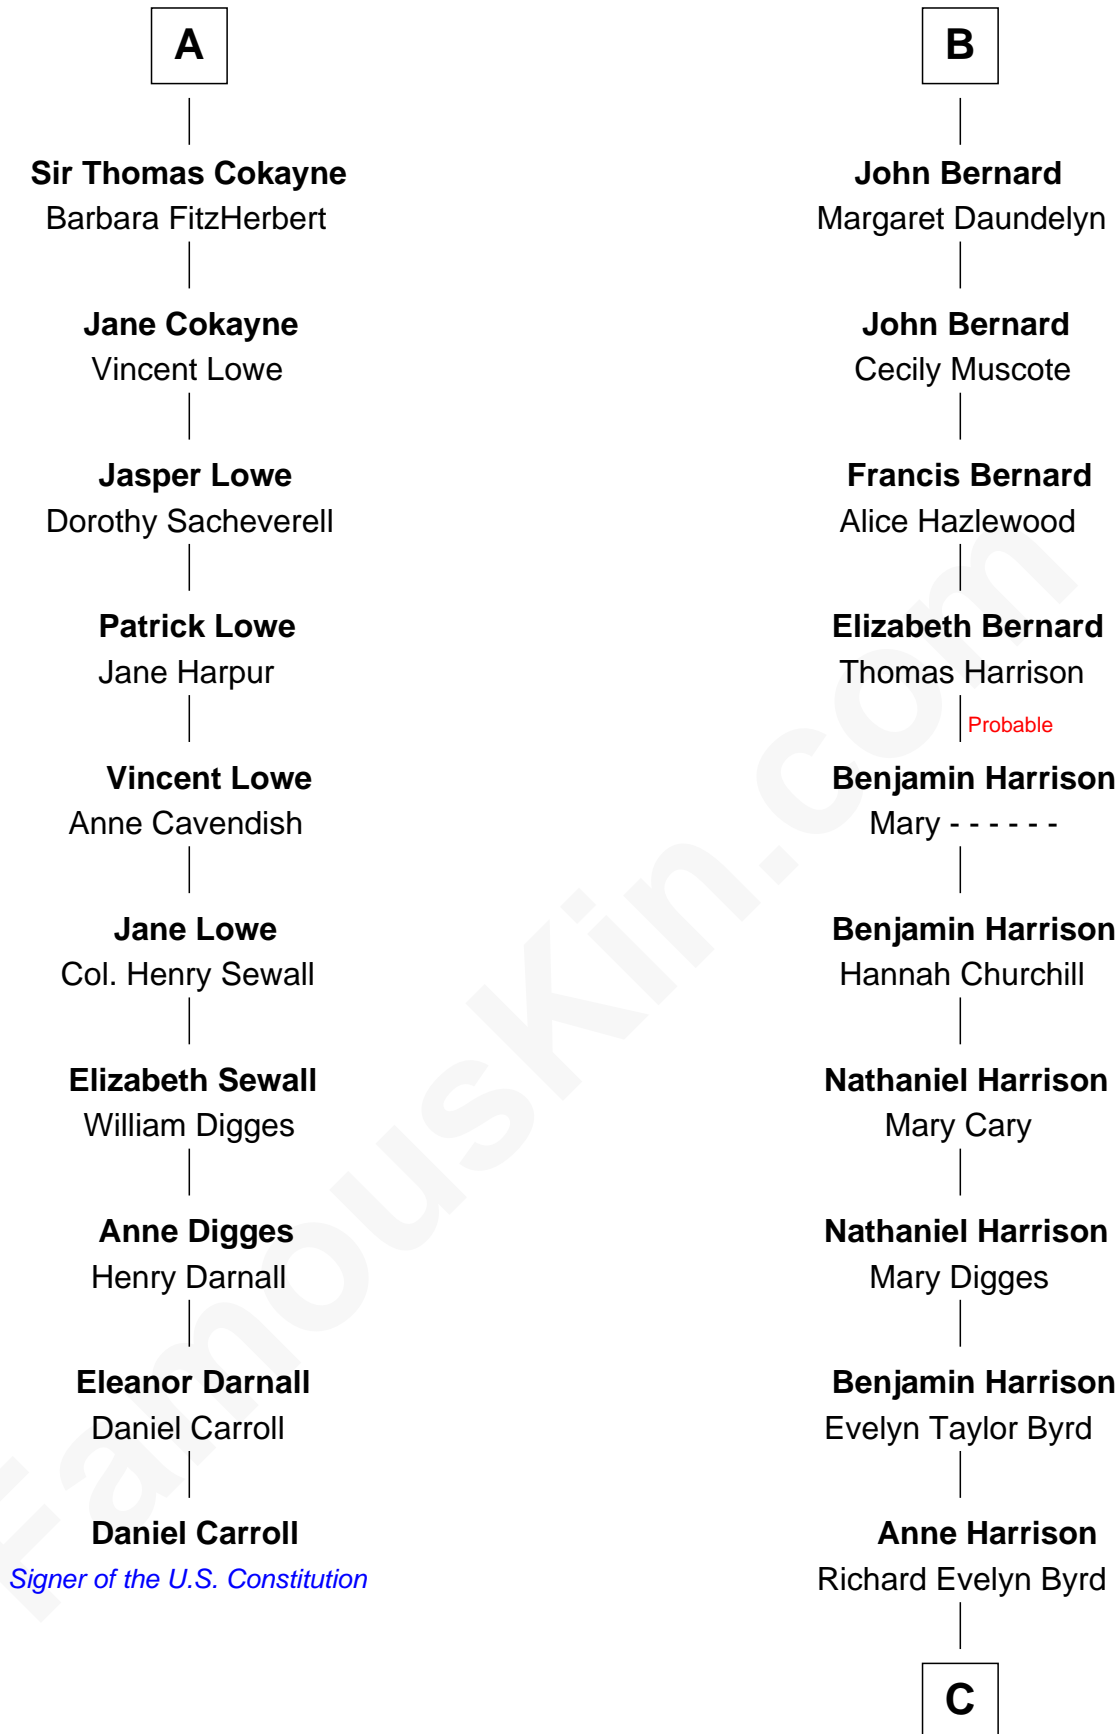 A
Sir Thomas Cokayne
Barbara FitzHerbert
Jane Cokayne
Vincent Lowe
Jasper Lowe
Dorothy Sacheverell
Patrick Lowe
Jane Harpur
Vincent Lowe
Anne Cavendish
Jane Lowe
Col. Henry Sewall
Elizabeth Sewall
William Digges
Anne Digges
Henry Darnall
Eleanor Darnall
Daniel Carroll
Daniel Carroll
Signer of the U.S. Constitution
B
John Bernard
Margaret Daundelyn
John Bernard
Cecily Muscote
Francis Bernard
Alice Hazlewood
Elizabeth Bernard
Thomas Harrison
Probable
Benjamin Harrison
Mary - - - - - -
Benjamin Harrison
Hannah Churchill
Nathaniel Harrison
Mary Cary
Nathaniel Harrison
Mary Digges
Benjamin Harrison
Evelyn Taylor Byrd
Anne Harrison
Richard Evelyn Byrd
C
FamousKin.com